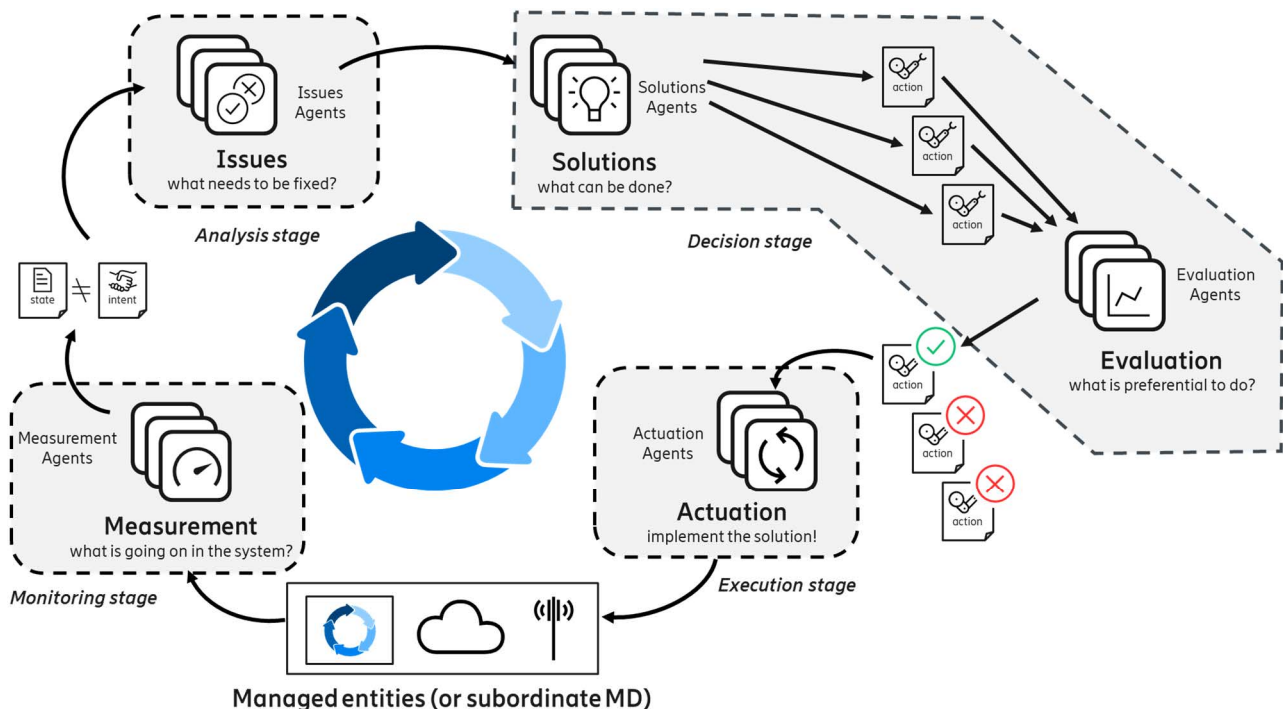 Issues
Agents
Issues
what needs to be fixed?
Analysis stage
Solutions
Agents
Solutions
what can be done?
action
action
action
Decision stage
Evaluation
Agents
Evaluation
what is preferential to do?
state
≠
intent
action
action
action
Measurement
Agents
Measurement
what is going on in the system?
Monitoring stage
Actuation
Agents
Actuation
implement the solution!
Execution stage
Managed entities (or subordinate MD)